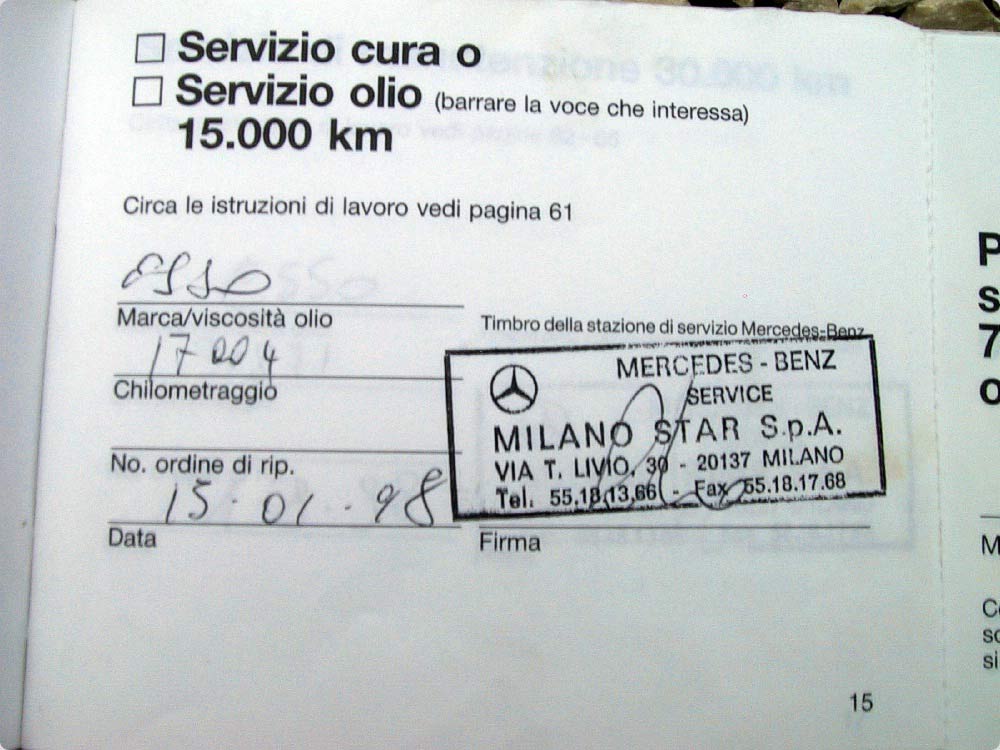 Servizio cura o
Servizio olio (barrare la voce che interessa)
15.000 km
Circa le istruzioni di lavoro vedi pagina 61
esso
Marca/viscosità olio
17004
Chilometraggio
No. ordine di rip.
15-01-98
Data
Timbro della stazione di servizio Mercedes-Benz
MERCEDES - BENZ
SERVICE
MILANO STAR S.p.A.
VIA T. LIVIO, 30 - 20137 MILANO
Tel. 55.18.13.66 - Fax 55.18.17.68
Firma
15
P
s
7
o
M